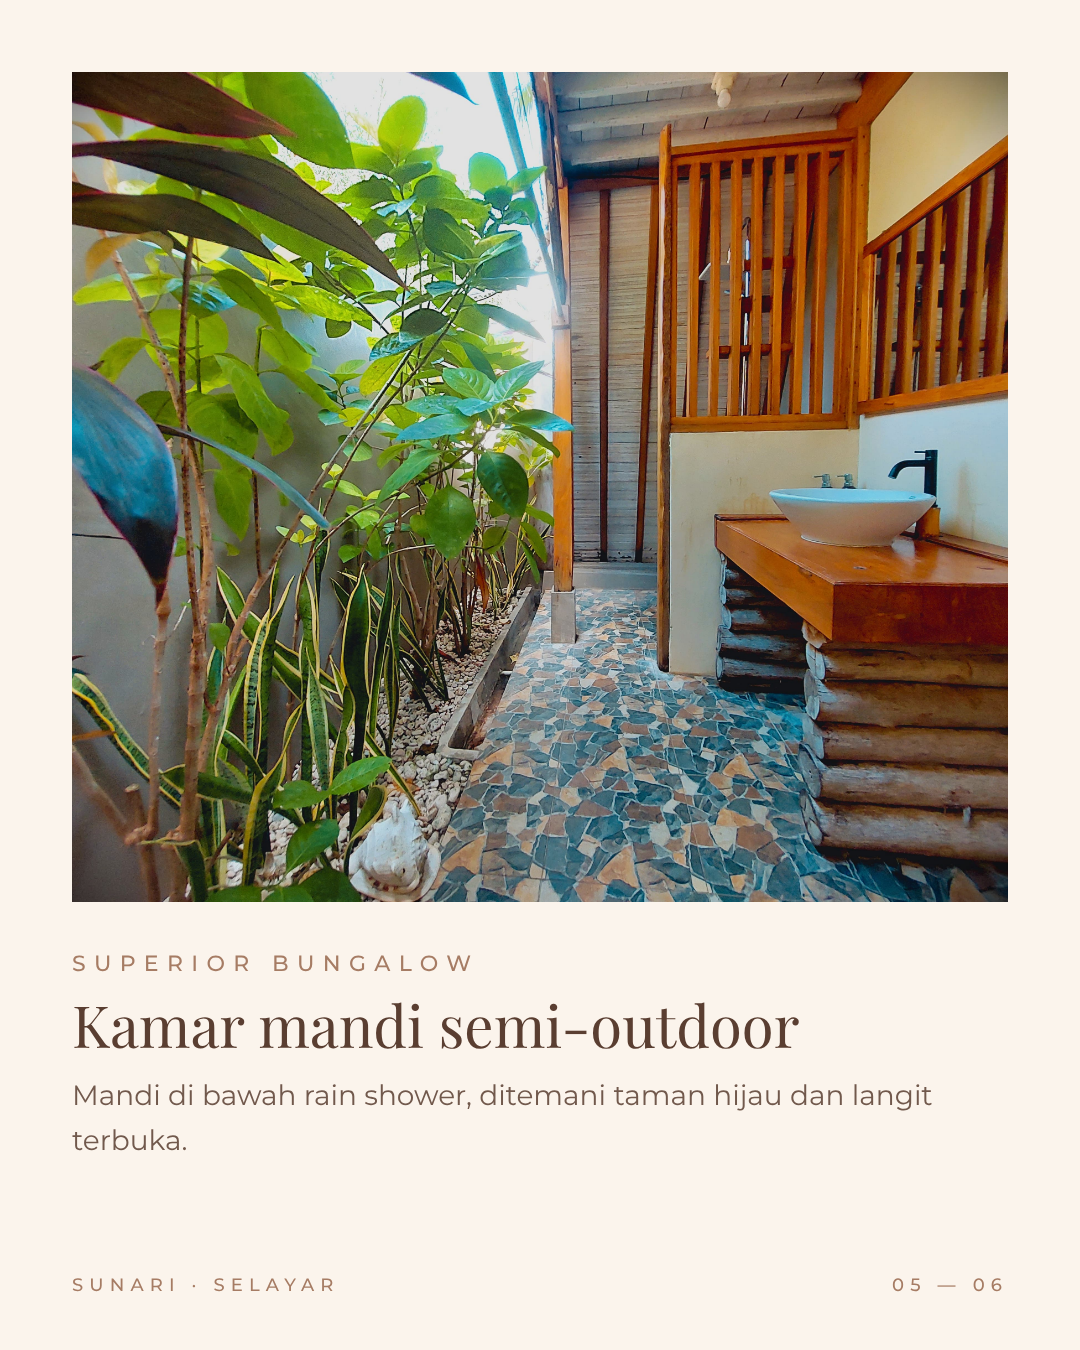 SUPERIOR BUNGALOW
Kamar mandi semi-outdoor
Mandi di bawah rain shower, ditemani taman hijau dan langit
terbuka.
SUNARI · SELAYAR
05 — 06